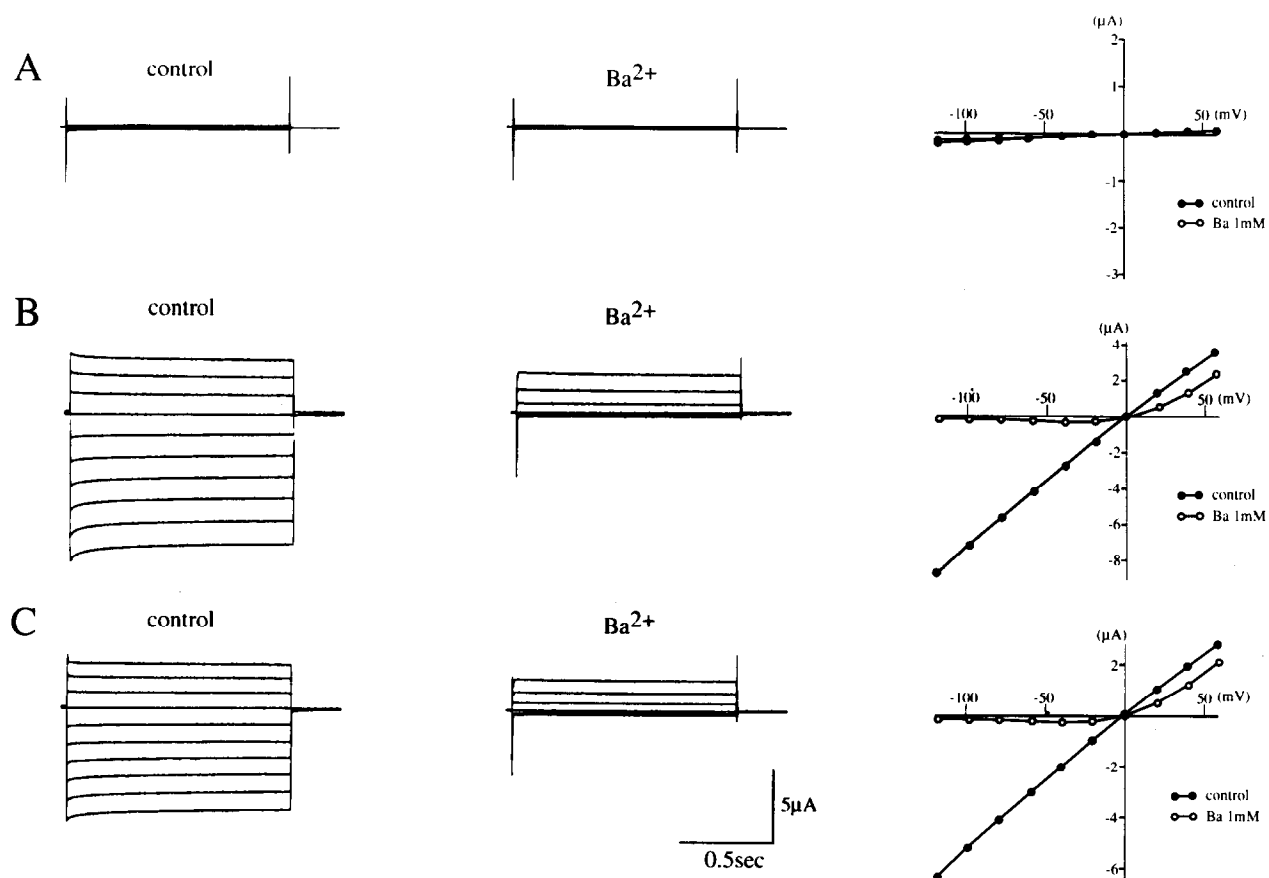 A
control
Ba2+
(µA)
2
1
-100
-50
50 (mV)
-1
-2
-3
control
Ba 1mM
B
control
Ba2+
(µA)
4
2
-100
-50
50 (mV)
-2
-4
-6
-8
control
Ba 1mM
C
control
Ba2+
5µA
0.5sec
(µA)
2
-100
-50
50 (mV)
-2
-4
-6
control
Ba 1mM